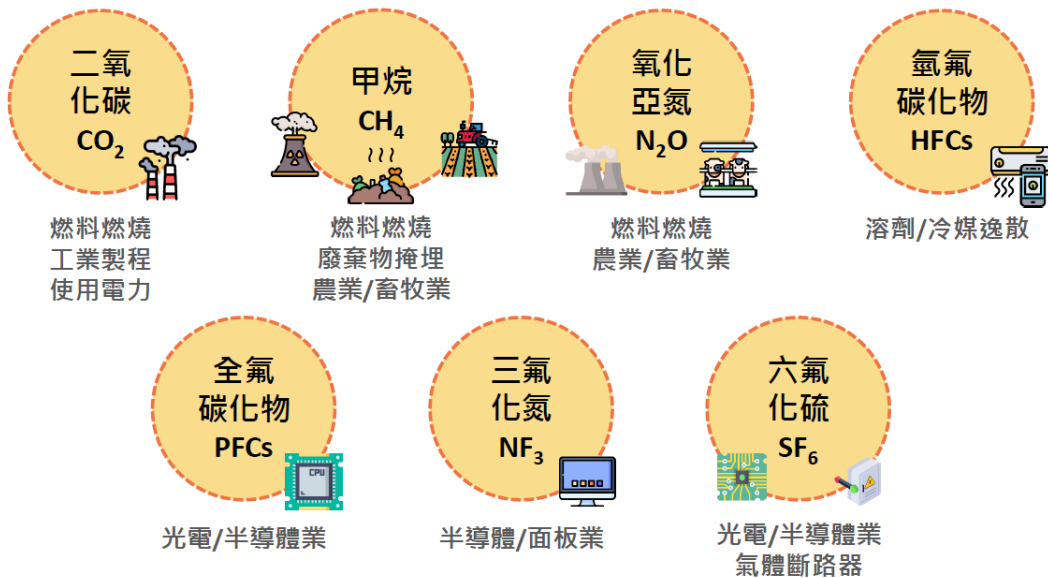 二氧
化碳
CO₂
燃料燃燒
工業製程
使用電力
甲烷
CH₄
燃料燃燒
廢棄物掩埋
農業/畜牧業
氧化
亞氮
N₂O
燃料燃燒
農業/畜牧業
氫氟
碳化物
HFCs
溶劑/冷媒逸散
全氟
碳化物
PFCs
CPU
光電/半導體業
三氟
化氮
NF₃
半導體/面板業
六氟
化硫
SF₆
光電/半導體業
氣體斷路器